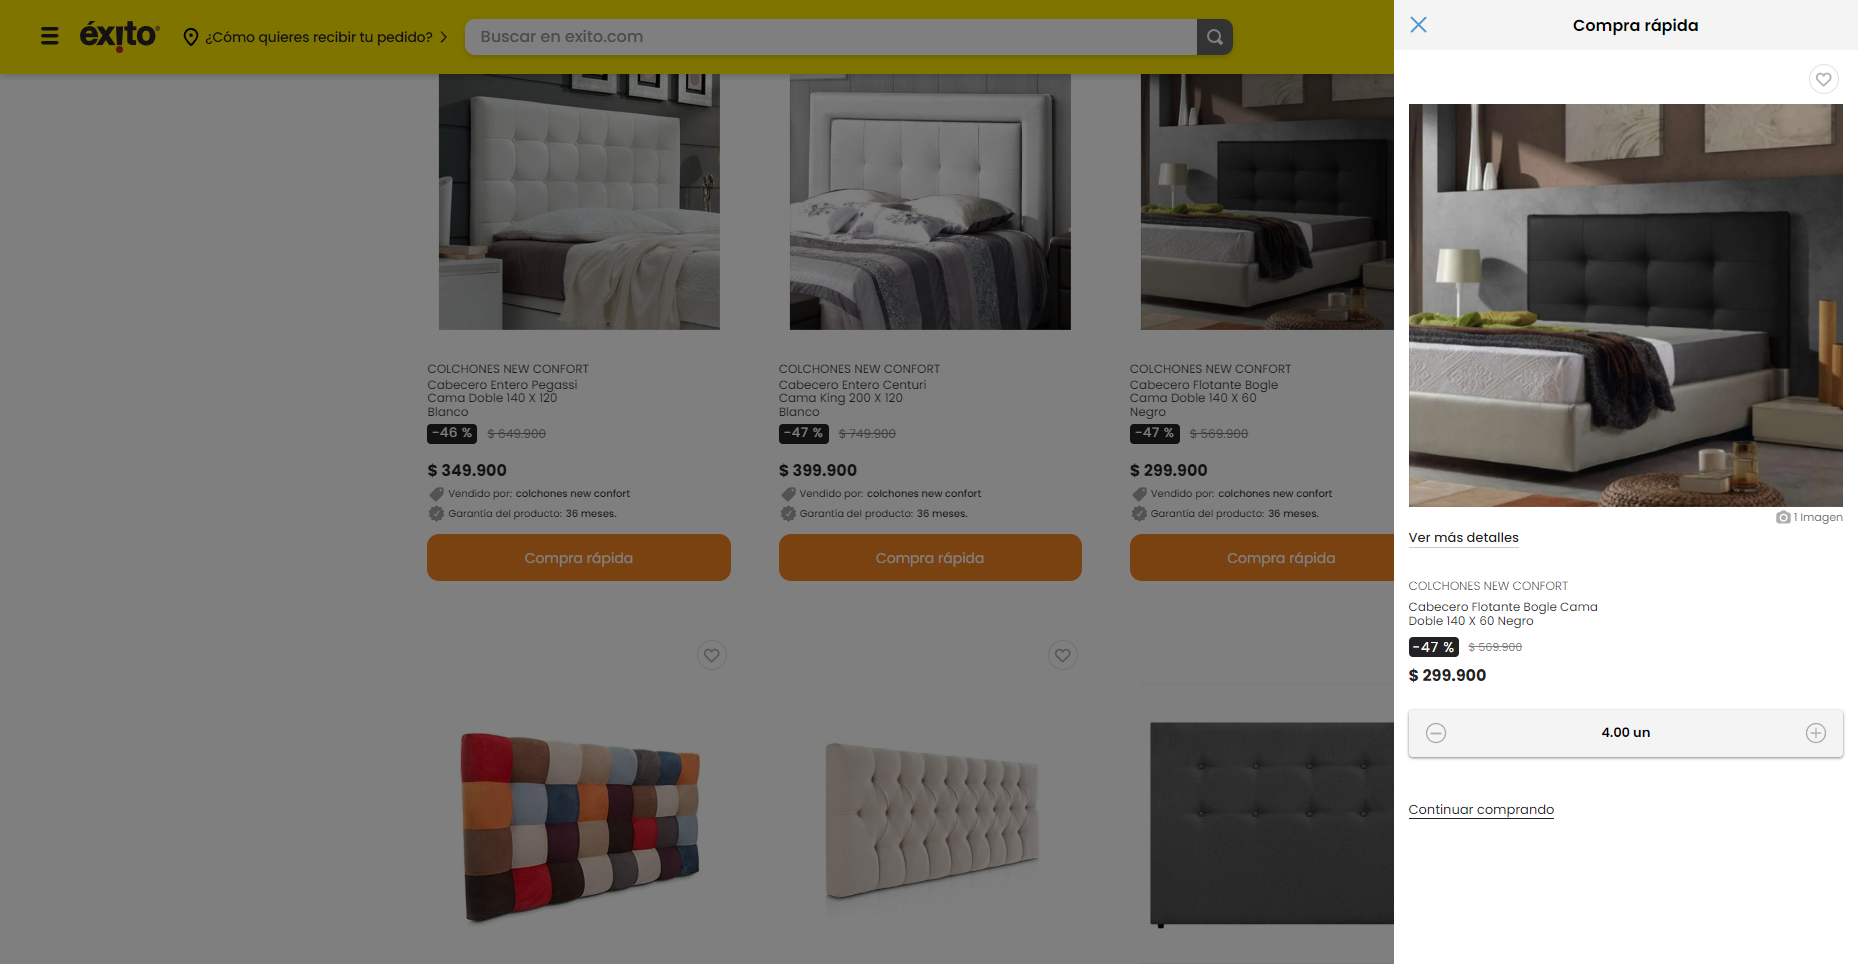 éxito
¿Cómo quieres recibir tu pedido?
Buscar en exito.com
COLCHONES NEW CONFORT
Cabecero Entero Pegassi
Cama Doble 140 X 120
Blanco
-46 % $ 649.900
$ 349.900
Vendido por: colchones new confort
Garantía del producto: 36 meses.
Compra rápida
COLCHONES NEW CONFORT
Cabecero Entero Centuri
Cama King 200 X 120
Blanco
-47 % $ 749.900
$ 399.900
Vendido por: colchones new confort
Garantía del producto: 36 meses.
Compra rápida
COLCHONES NEW CONFORT
Cabecero Flotante Bogle
Cama Doble 140 X 60
Negro
-47 % $ 569.900
$ 299.900
Vendido por: colchones new confort
Garantía del producto: 36 meses.
Compra rápida
Compra rápida
1 Imagen
Ver más detalles
COLCHONES NEW CONFORT
Cabecero Flotante Bogle Cama
Doble 140 X 60 Negro
-47 % $ 569.900
$ 299.900
4.00 un
Continuar comprando